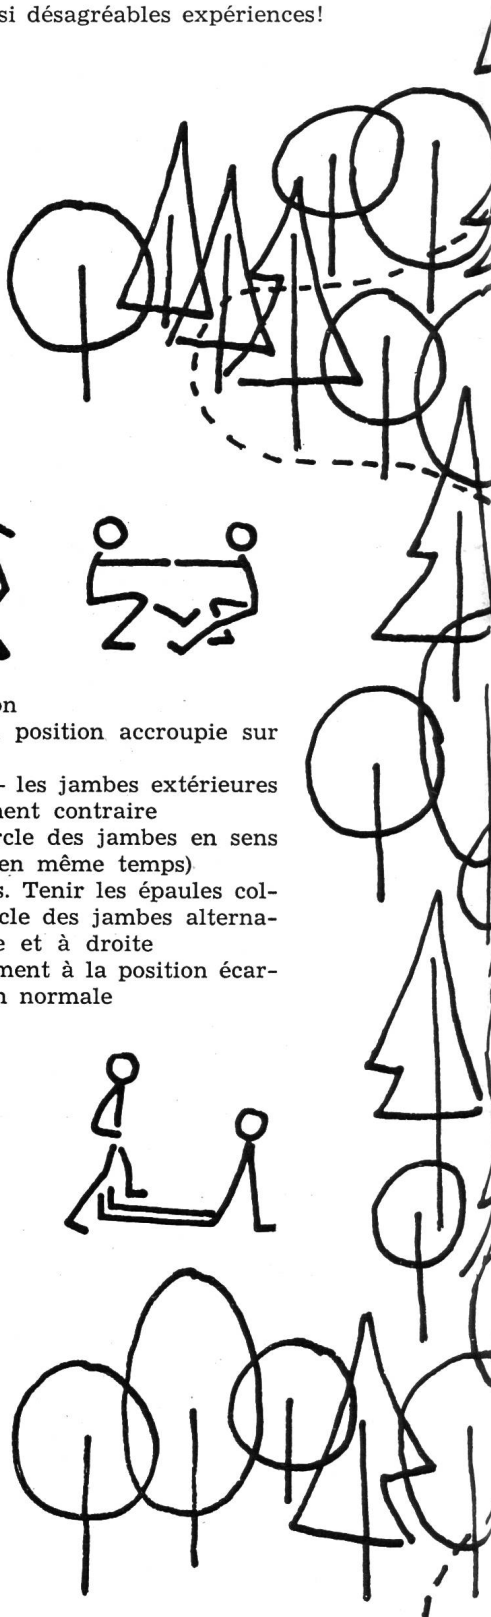 si désagréables expériences!
on
position accroupie sur
- les jambes extérieures
ment contraire
rcle des jambes en sens
en même temps)
s. Tenir les épaules col-
cle des jambes alterna-
e et à droite
ment à la position écar-
n normale